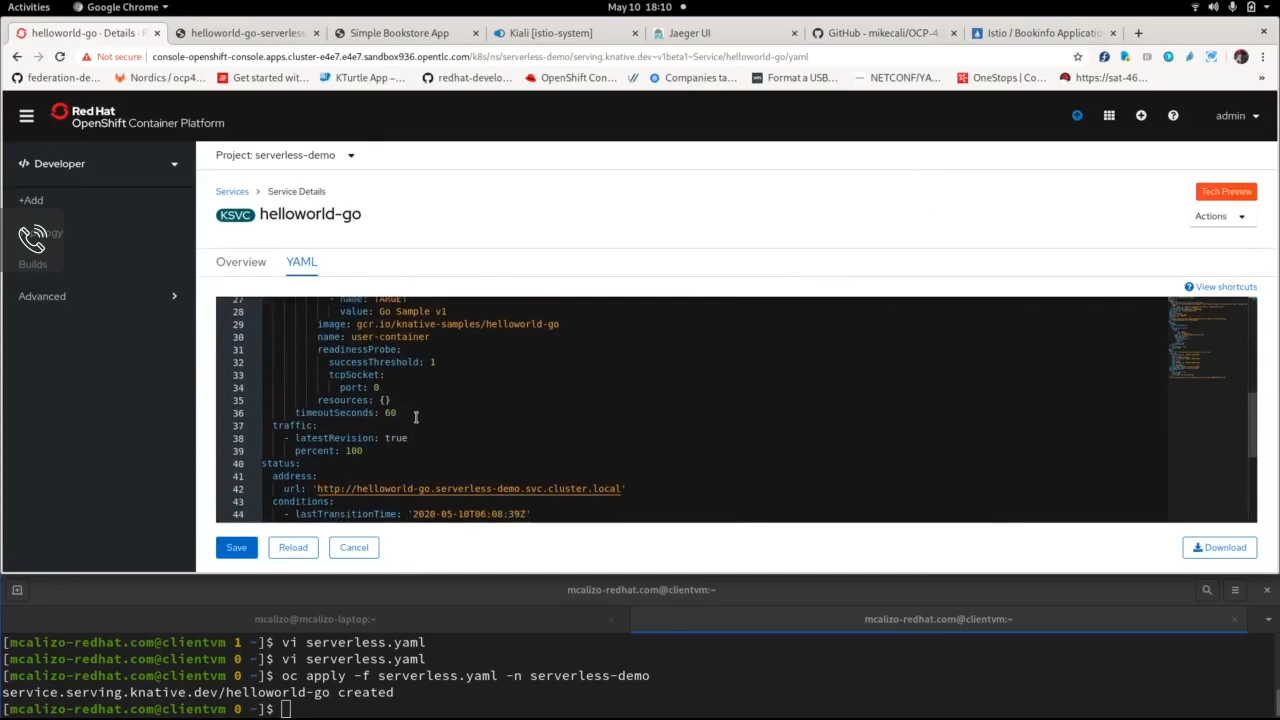 Activities
Google Chrome
May 10 18:10
helloworld-go · Details · R
helloworld-go-serverless
Simple Bookstore App
Kiali [istio-system]
Jaeger UI
GitHub - mikecali/OCP-4.
Istio / Bookinfo Applicatio
Not secure
console-openshift-console.apps.cluster-e4e7.e4e7.sandbox936.opentlc.com/k8s/ns/serverless-demo/serving.knative.dev~v1beta1~Service/helloworld-go/yaml
federation-de…
Nordics / ocp4…
Get started wit…
KTurtle App –…
redhat-develo…
OpenShift Con…
Companies ta…
Format a USB…
NETCONF/YA…
OneStops | Co…
https://sat-46…
»
Red Hat
OpenShift Container Platform
admin
Developer
Project: serverless-demo
+Add
Services > Service Details
Tech Preview
KSVC helloworld-go
Actions
Builds
Advanced
Overview
YAML
View shortcuts
27 - name: TARGET
28 value: Go Sample v1
29 image: gcr.io/knative-samples/helloworld-go
30 name: user-container
31 readinessProbe:
32 successThreshold: 1
33 tcpSocket:
34 port: 0
35 resources: {}
36 timeoutSeconds: 60
37 traffic:
38 - latestRevision: true
39 percent: 100
40 status:
41 address:
42 url: 'http://helloworld-go.serverless-demo.svc.cluster.local'
43 conditions:
44 - lastTransitionTime: '2020-05-10T06:08:39Z'
Save
Reload
Cancel
Download
mcalizo-redhat.com@clientvm:~
mcalizo@mcalizo-laptop:~
mcalizo-redhat.com@clientvm:~
[mcalizo-redhat.com@clientvm 1 ~]$ vi serverless.yaml
[mcalizo-redhat.com@clientvm 0 ~]$ vi serverless.yaml
[mcalizo-redhat.com@clientvm 0 ~]$ oc apply -f serverless.yaml -n serverless-demo
service.serving.knative.dev/helloworld-go created
[mcalizo-redhat.com@clientvm 0 ~]$